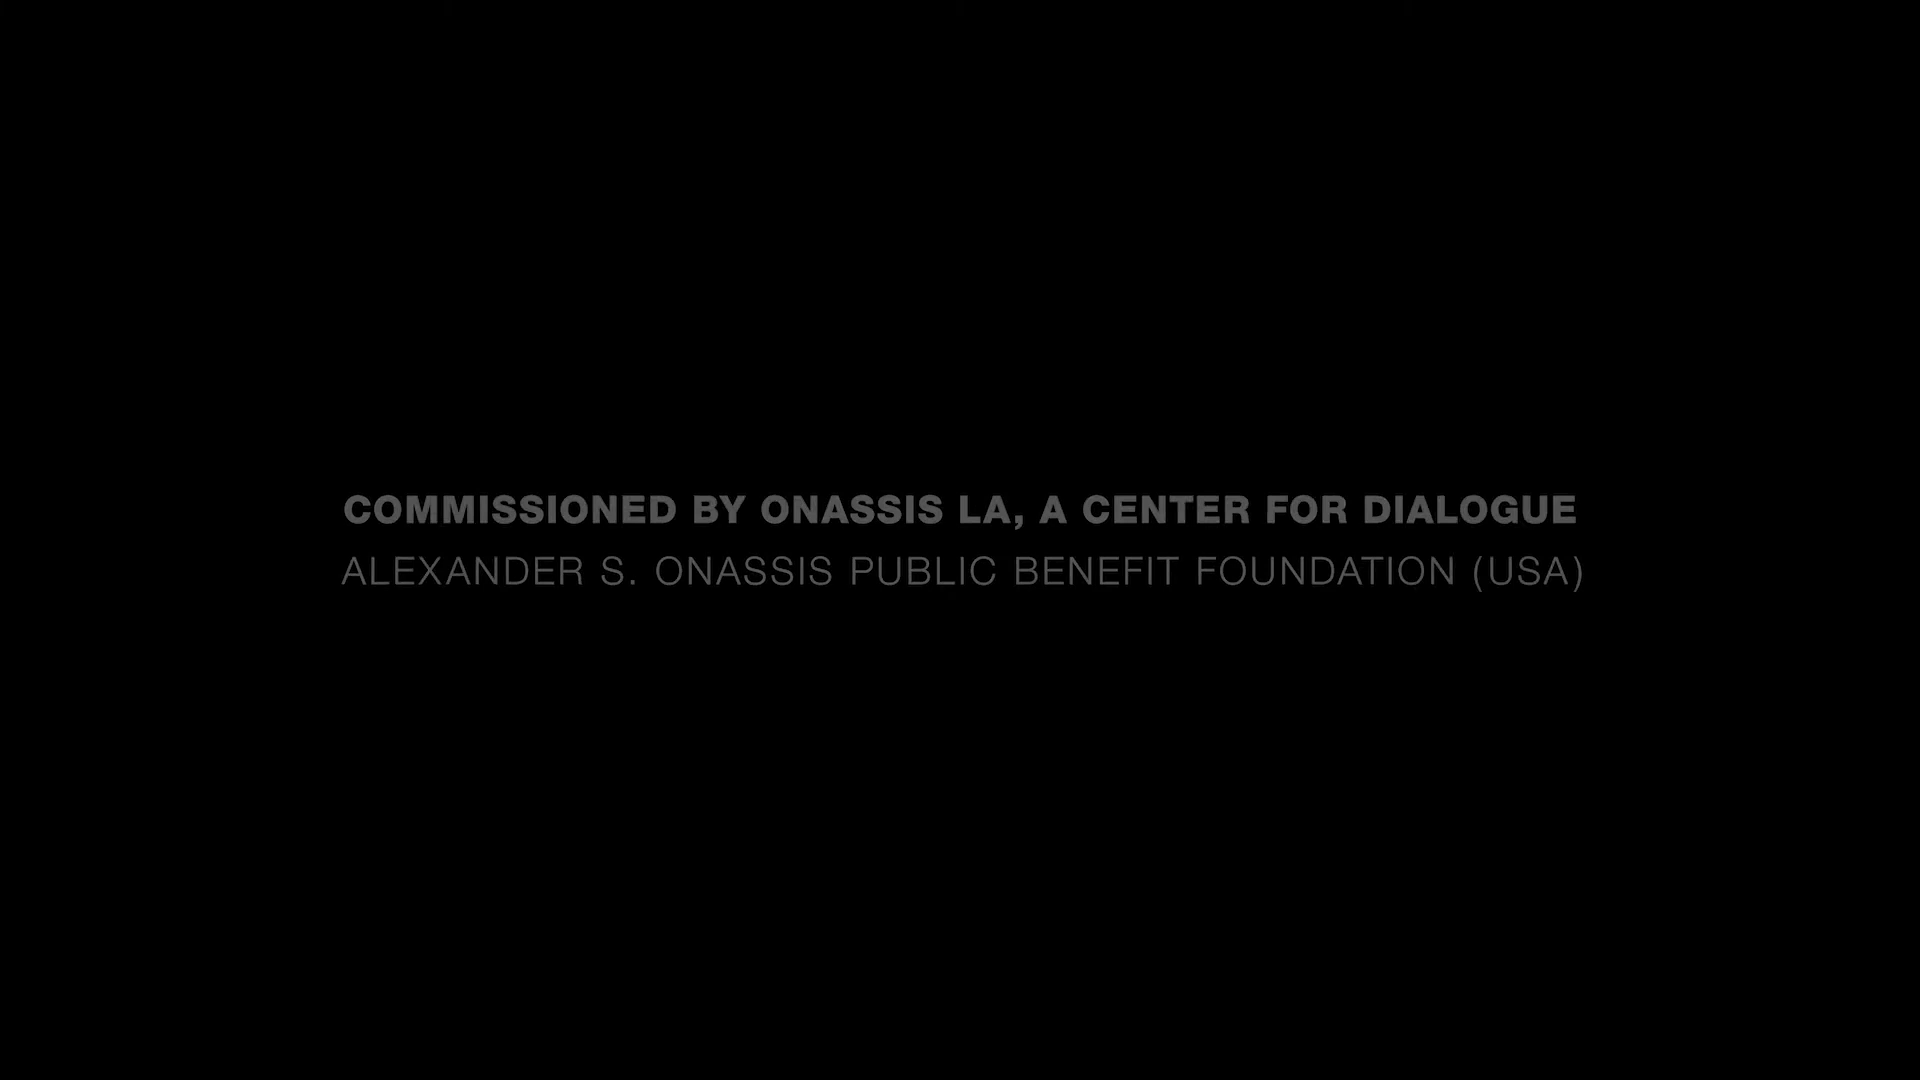 COMMISSIONED BY ONASSIS LA, A CENTER FOR DIALOGUE
ALEXANDER S. ONASSIS PUBLIC BENEFIT FOUNDATION (USA)